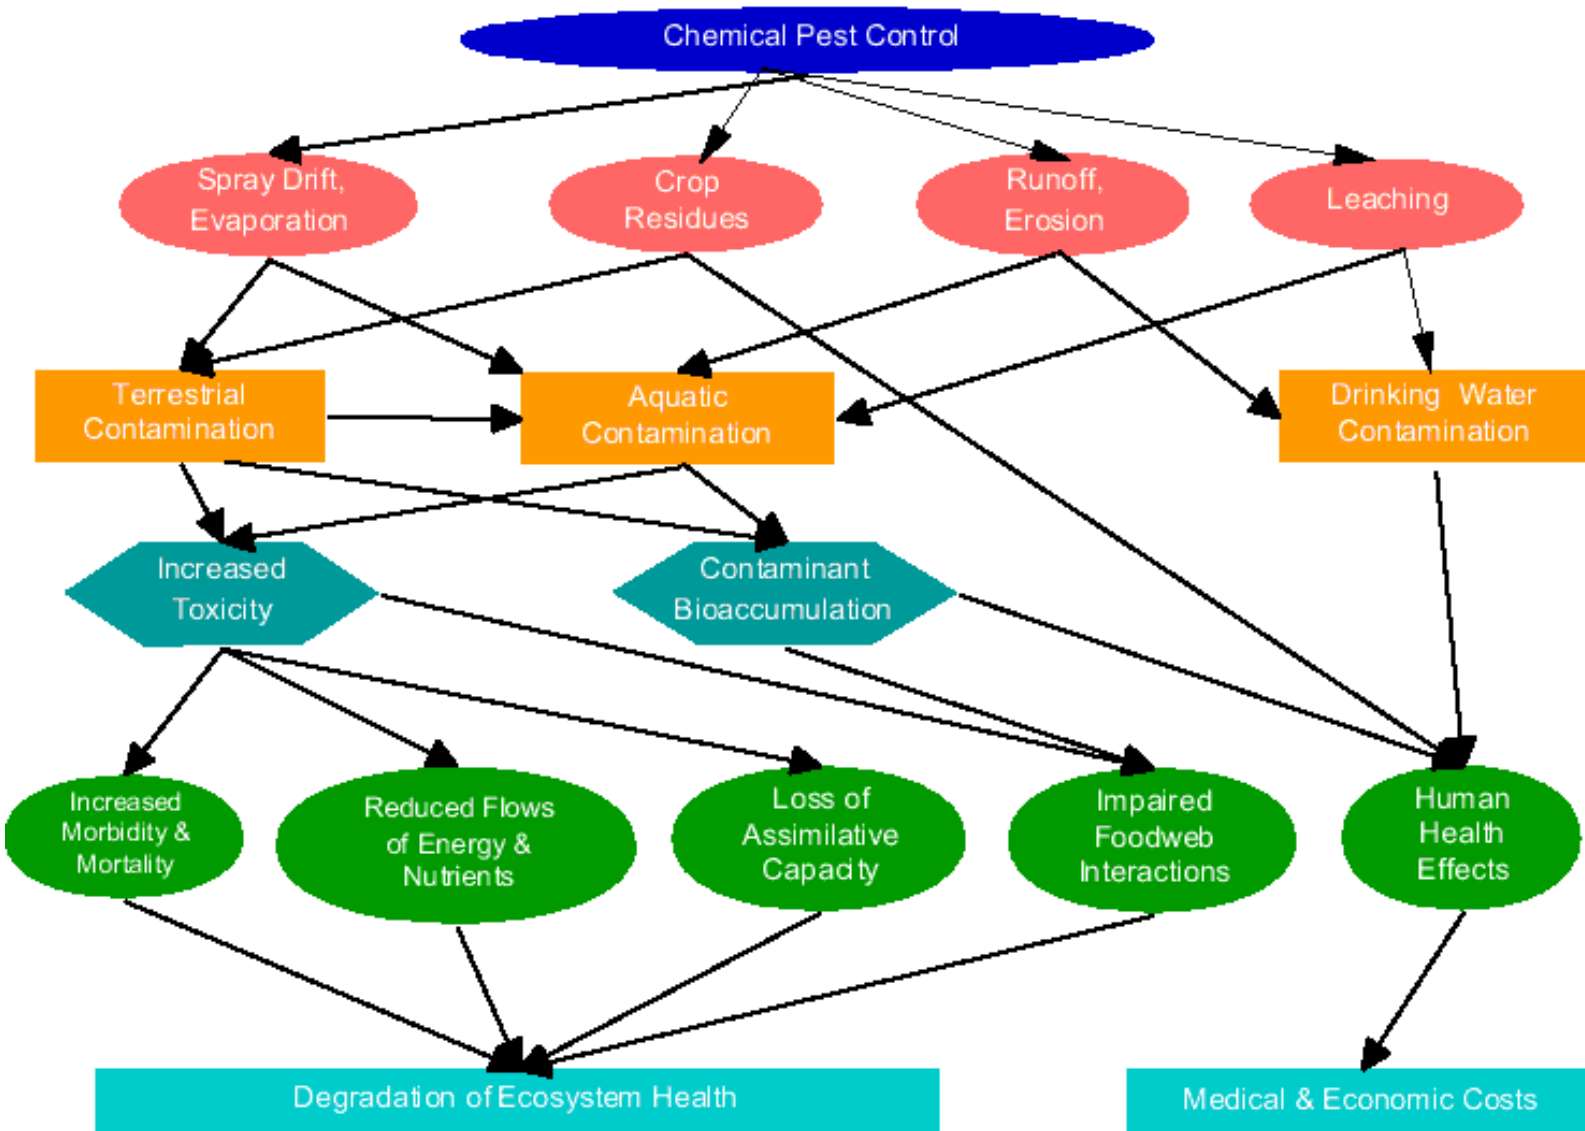 Chemical Pest Control
Spray Drift,
Evaporation
Crop
Residues
Runoff,
Erosion
Leaching
Terrestrial
Contamination
Aquatic
Contamination
Drinking Water
Contamination
Increased
Toxicity
Contaminant
Bioaccumulation
Increased
Morbidity &
Mortality
Reduced Flows
of Energy &
Nutrients
Loss of
Assimilative
Capacity
Impaired
Foodweb
Interactions
Human
Health
Effects
Degradation of Ecosystem Health
Medical & Economic Costs